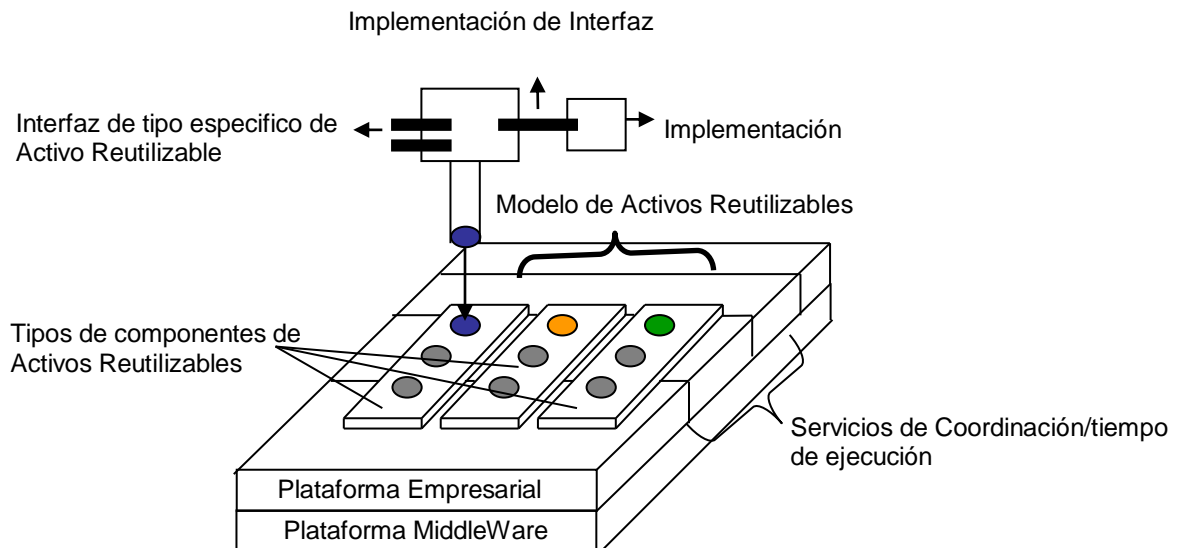 Implementación de Interfaz
Interfaz de tipo especifico de
Activo Reutilizable
Implementación
Modelo de Activos Reutilizables
Tipos de componentes de
Activos Reutilizables
Servicios de Coordinación/tiempo
de ejecución
Plataforma Empresarial
Plataforma MiddleWare